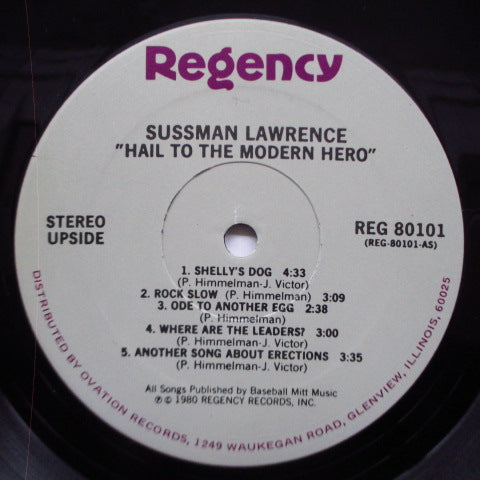 Regency
SUSSMAN LAWRENCE
"HAIL TO THE MODERN HERO"
STEREO
UPSIDE
REG 80101
(REG-80101-AS)
1. SHELLY'S DOG 4:33
(P. Himmelman-J. Victor)
2. ROCK SLOW (P. Himmelman) 3:09
3. ODE TO ANOTHER EGG 2:38
(P. Himmelman)
4. WHERE ARE THE LEADERS? 3:00
(P. Himmelman-J. Victor)
5. ANOTHER SONG ABOUT ERECTIONS 3:35
(P. Himmelman-J. Victor)
All Songs Published by Baseball Mitt Music
℗ © 1980 REGENCY RECORDS, INC.
DISTRIBUTED BY OVATION RECORDS, 1249 WAUKEGAN ROAD, GLENVIEW, ILLINOIS, 60025